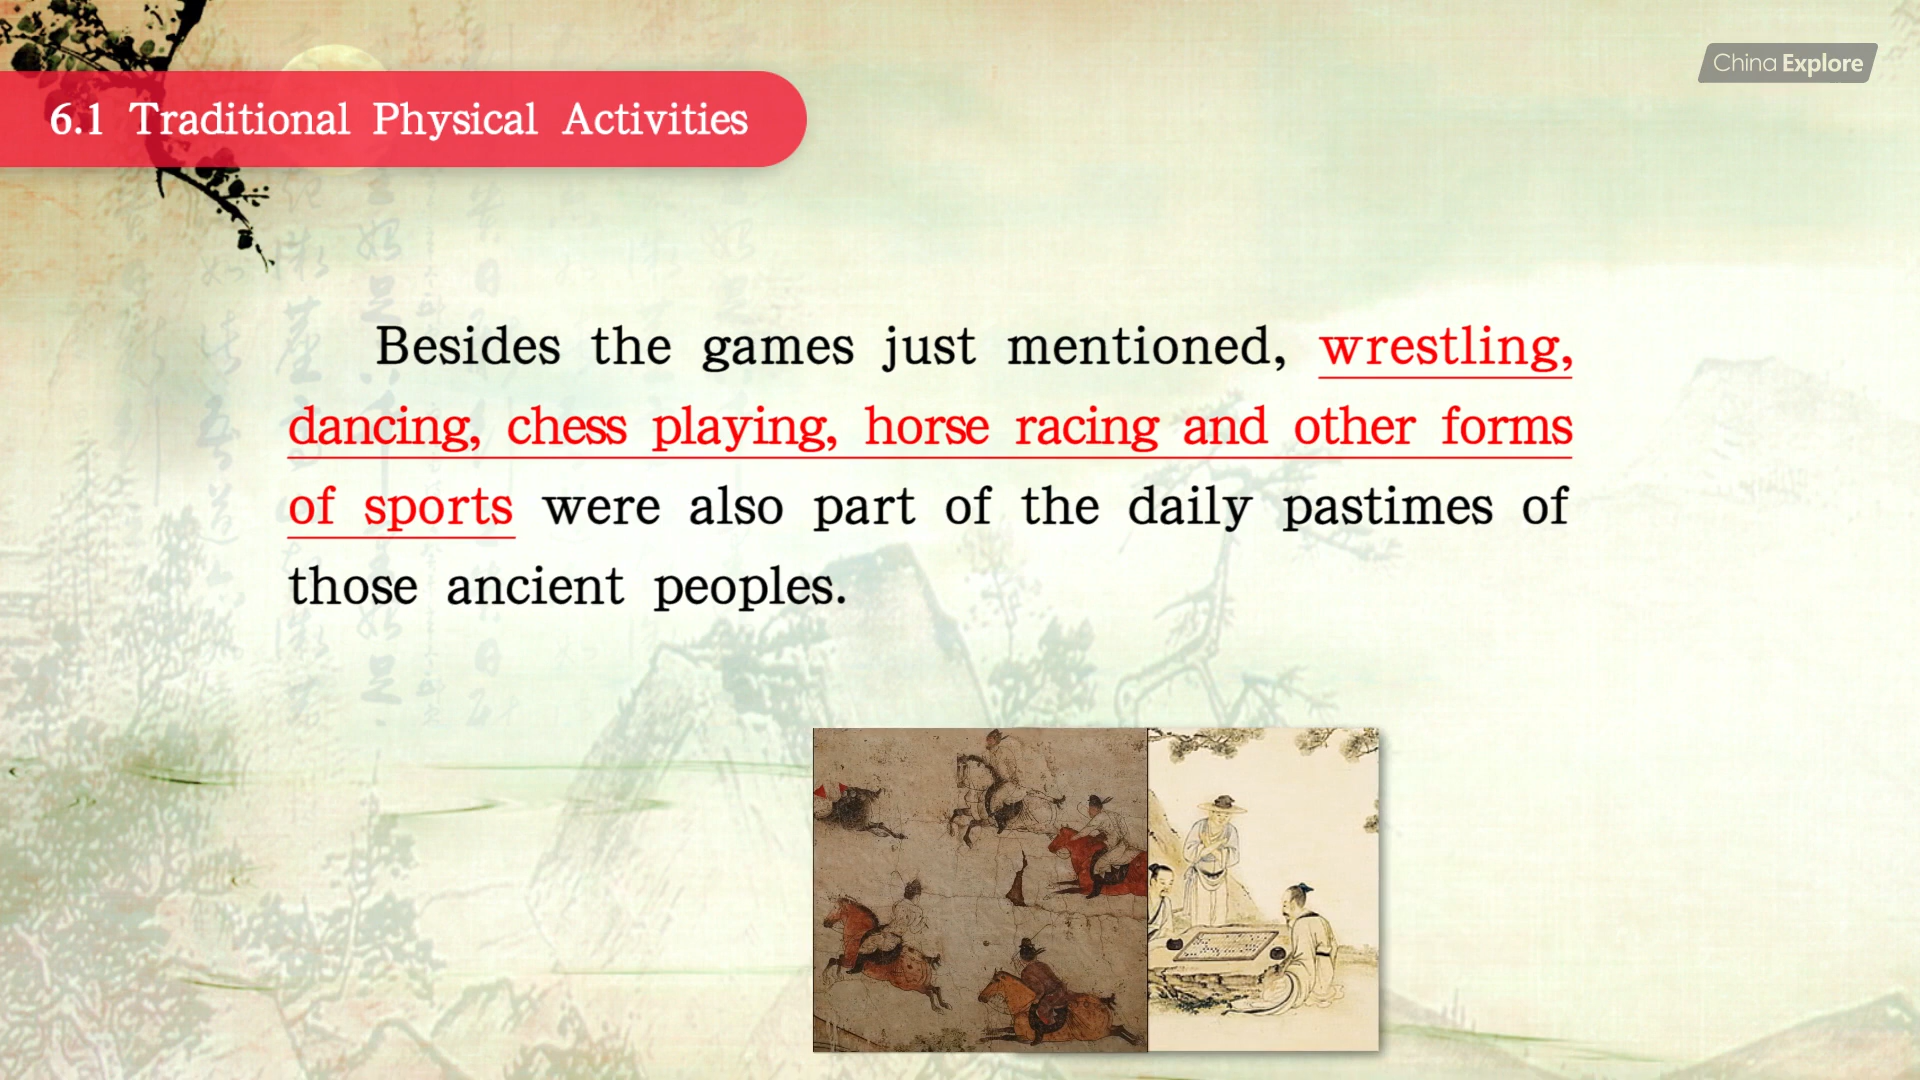 China Explore
6.1 Traditional Physical Activities
Besides the games just mentioned, wrestling,
dancing, chess playing, horse racing and other forms
of sports were also part of the daily pastimes of
those ancient peoples.